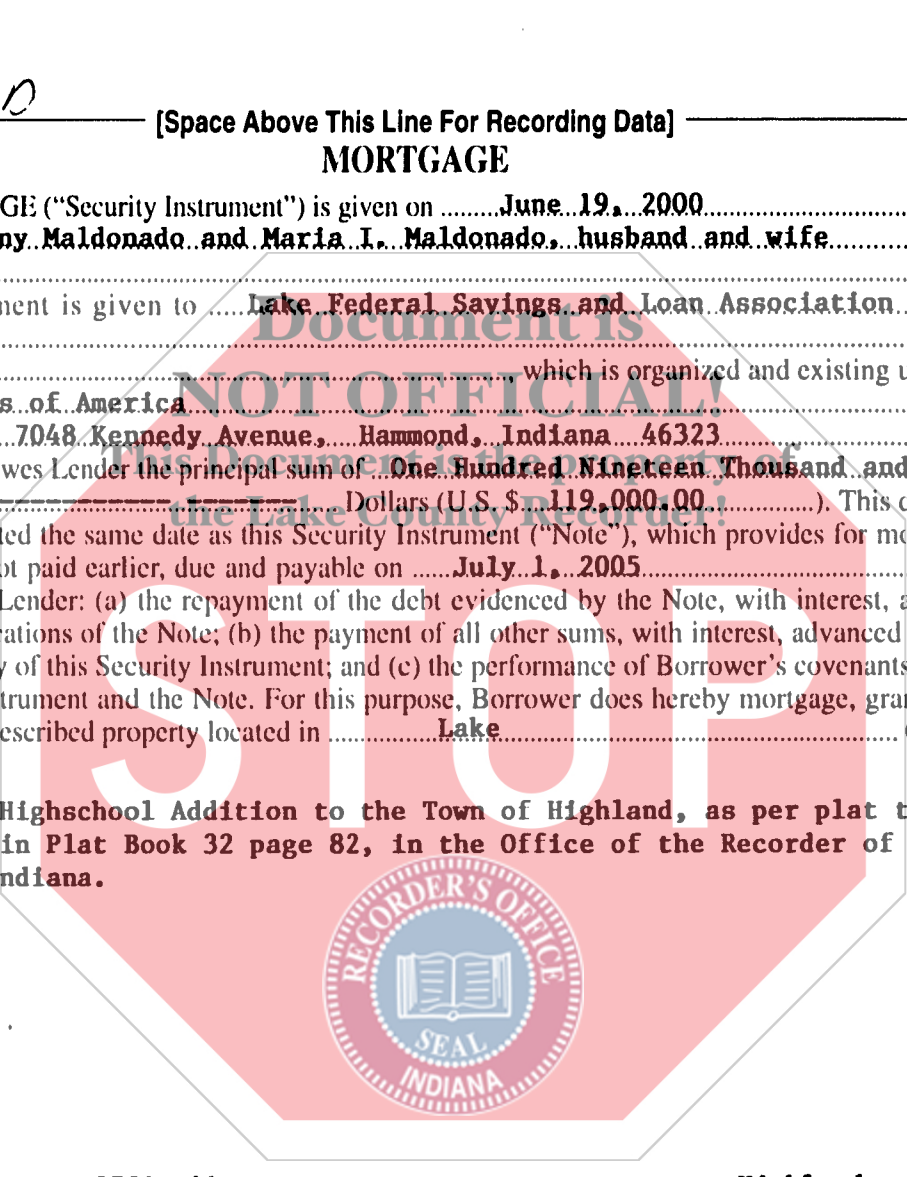 [Space Above This Line For Recording Data]
MORTGAGE
GE (“Security Instrument”) is given on ........June 19, 2000
ny Maldonado and Maria I. Maldonado, husband and wife
ment is given to .....Lake Federal Savings and Loan Association
Document is
, which is organized and existing u
NOT OFFICIAL!
s of America
7048 Kennedy Avenue, Hammond, Indiana 46323
This Document is the property of
wes Lender the principal sum of One Hundred Nineteen Thousand and
the Lake County Recorder!
Dollars (U.S. $ 119,000.00 ). This
ted the same date as this Security Instrument (“Note”), which provides for mo
ot paid earlier, due and payable on ......July 1, 2005
Lender: (a) the repayment of the debt evidenced by the Note, with interest, a
ations of the Note; (b) the payment of all other sums, with interest, advanced
y of this Security Instrument; and (c) the performance of Borrower's covenants
trument and the Note. For this purpose, Borrower does hereby mortgage, gran
escribed property located in ................Lake
STOP
Highschool Addition to the Town of Highland, as per plat t
in Plat Book 32 page 82, in the Office of the Recorder of
ndiana.
RECORDER'S OFFICE
SEAL
INDIANA